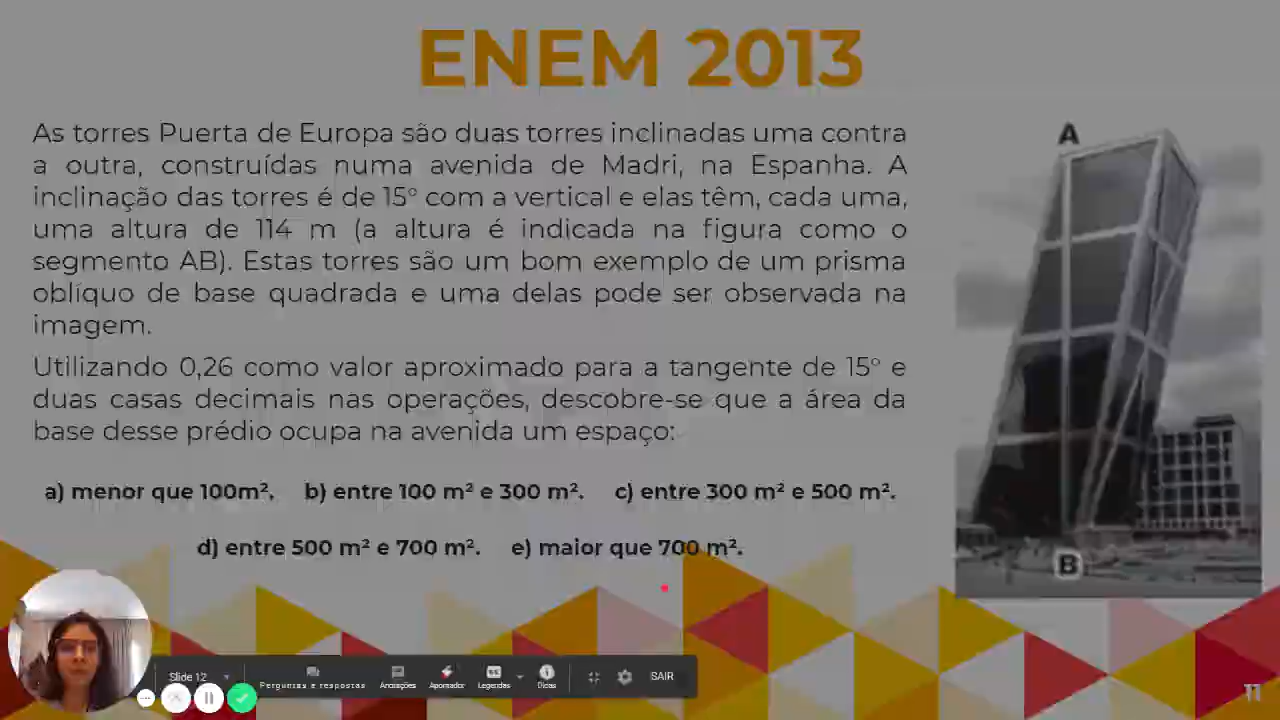 ENEM 2013
As torres Puerta de Europa são duas torres inclinadas uma contra
a outra, construídas numa avenida de Madri, na Espanha. A
inclinação das torres é de 15° com a vertical e elas têm, cada uma,
uma altura de 114 m (a altura é indicada na figura como o
segmento AB). Estas torres são um bom exemplo de um prisma
oblíquo de base quadrada e uma delas pode ser observada na
imagem.
Utilizando 0,26 como valor aproximado para a tangente de 15° e
duas casas decimais nas operações, descobre-se que a área da
base desse prédio ocupa na avenida um espaço:
a) menor que 100m². b) entre 100 m² e 300 m². c) entre 300 m² e 500 m².
d) entre 500 m² e 700 m². e) maior que 700 m².
A
B
Slide 12
Perguntas e respostas
Anotações
Apontador
Legendas
Dicas
SAIR
11